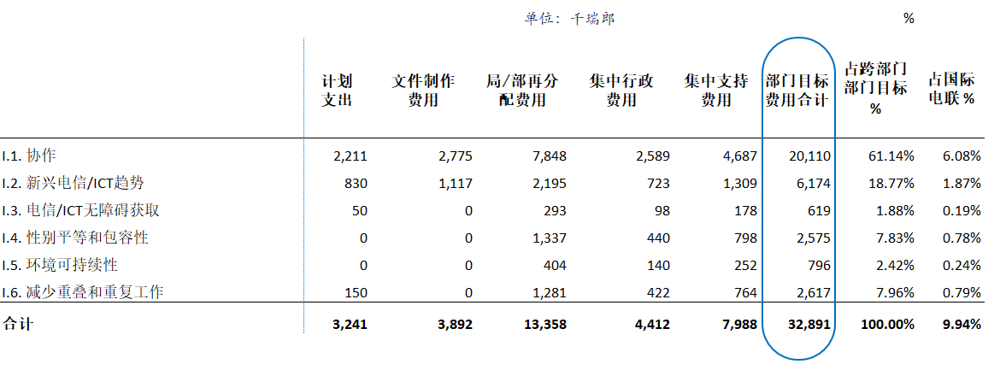 单位：千瑞郎 %
计划支出 文件制作费用 局/部再分配费用 集中行政费用 集中支持费用 部门目标费用合计 占跨部门部门目标% 占国际电联 %
I.1. 协作 2,211 2,775 7,848 2,589 4,687 20,110 61.14% 6.08%
I.2. 新兴电信/ICT趋势 830 1,117 2,195 723 1,309 6,174 18.77% 1.87%
I.3. 电信/ICT无障碍获取 50 0 293 98 178 619 1.88% 0.19%
I.4. 性别平等和包容性 0 0 1,337 440 798 2,575 7.83% 0.78%
I.5. 环境可持续性 0 0 404 140 252 796 2.42% 0.24%
I.6. 减少重叠和重复工作 150 0 1,281 422 764 2,617 7.96% 0.79%
合计 3,241 3,892 13,358 4,412 7,988 32,891 100.00% 9.94%